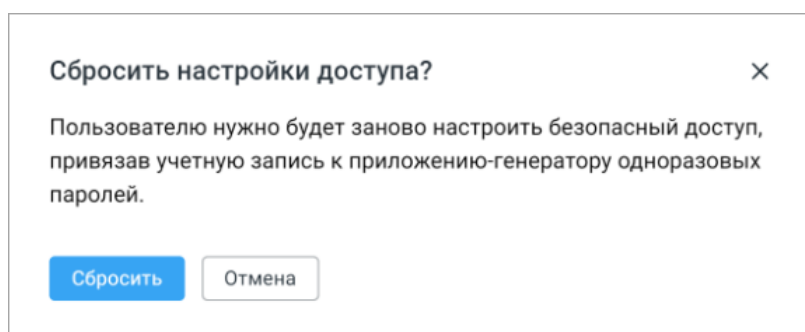 Сбросить настройки доступа?
Пользователю нужно будет заново настроить безопасный доступ,
привязав учетную запись к приложению-генератору одноразовых
паролей.
Сбросить
Отмена